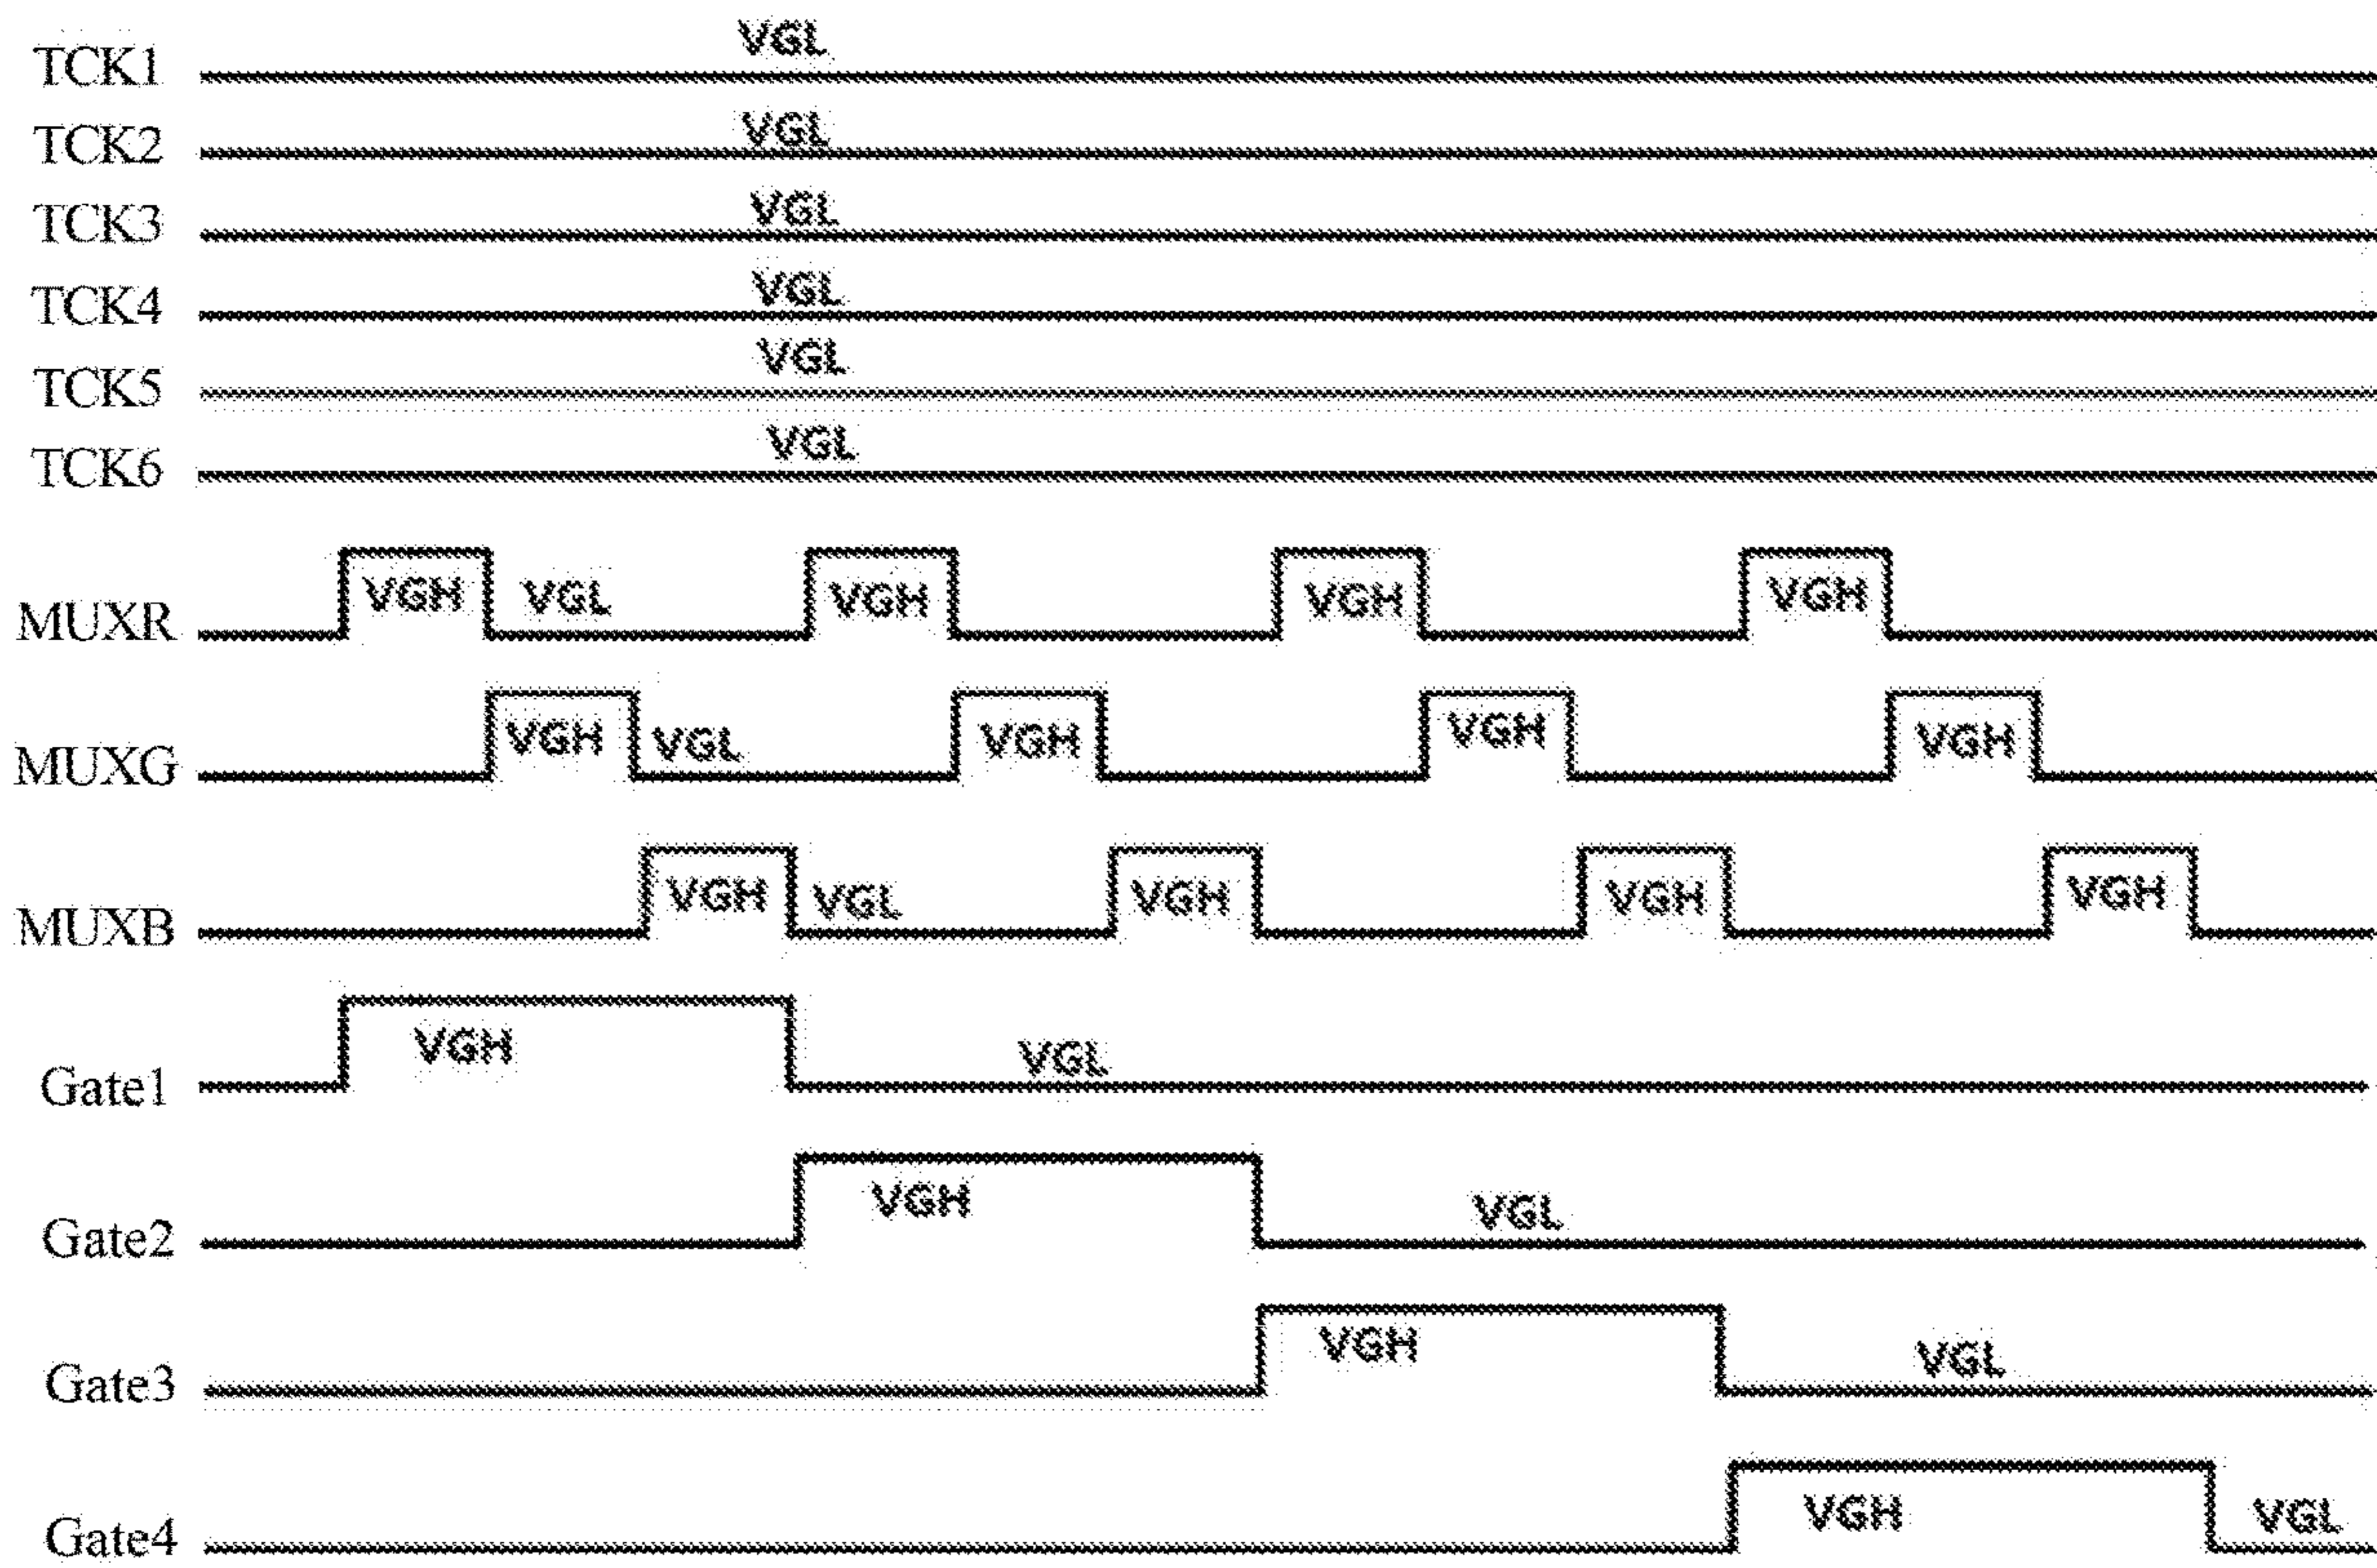 TCK1 VGL
TCK2 VGL
TCK3 VGL
TCK4 VGL
TCK5 VGL
TCK6 VGL
MUXR VGH VGL VGH VGH VGH
MUXG VGH VGL VGH VGH VGH
MUXB VGH VGL VGH VGH VGH
Gate1 VGH VGL
Gate2 VGH VGL
Gate3 VGH VGL
Gate4 VGH VGL